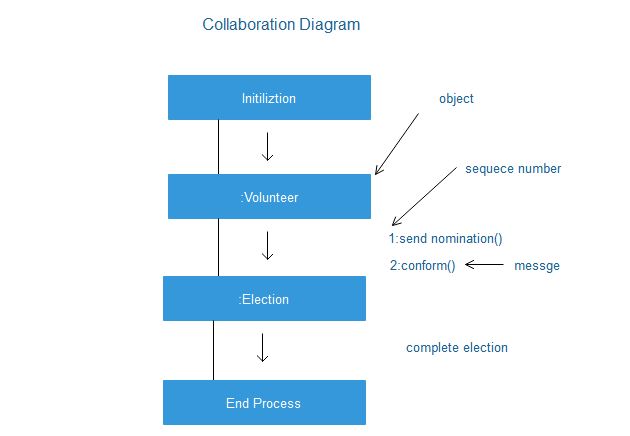 Collaboration Diagram
Initiliztion
object
:Volunteer
sequece number
1:send nomination()
2:conform()
messge
:Election
complete election
End Process